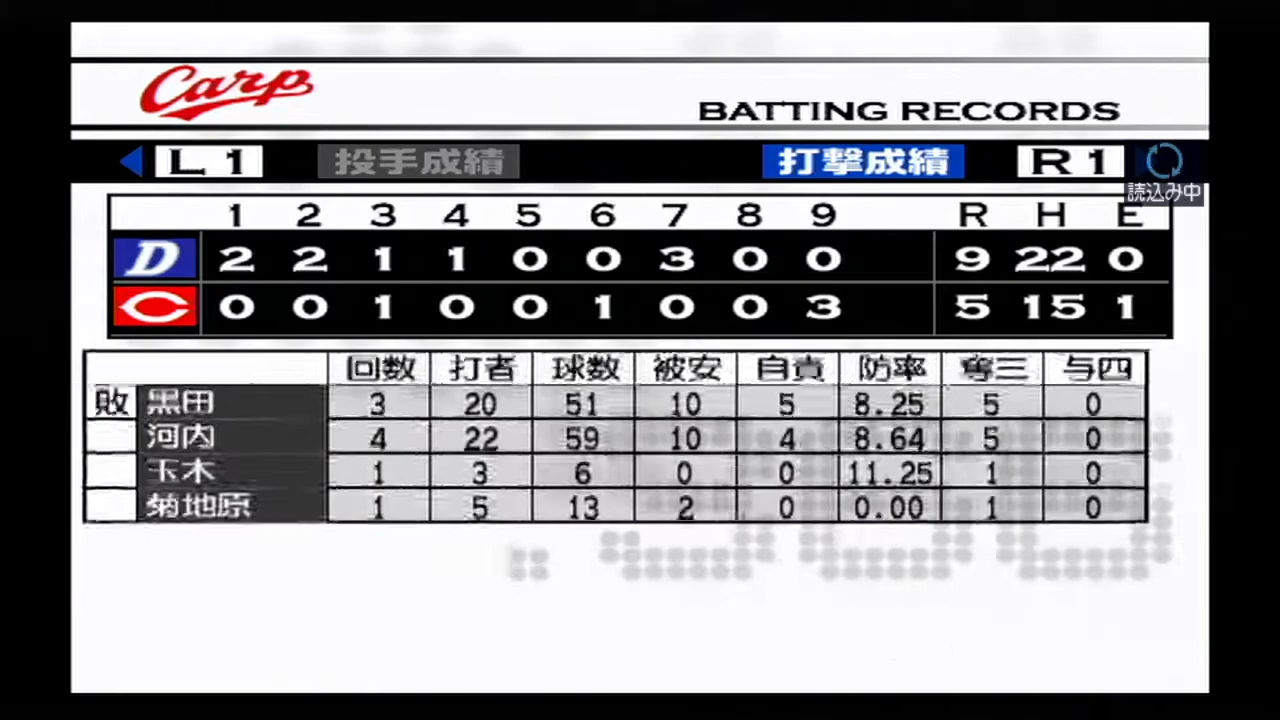 Carp
BATTING RECORDS
L1 投手成績 打撃成績 R1
読込み中
1 2 3 4 5 6 7 8 9 R H E
D 2 2 1 1 0 0 3 0 0 9 22 0
C 0 0 1 0 0 1 0 0 3 5 15 1
回数 打者 球数 被安 自責 防率 奪三 与四
敗 黒田 3 20 51 10 5 8.25 5 0
河内 4 22 59 10 4 8.64 5 0
玉木 1 3 6 0 0 11.25 1 0
菊地原 1 5 13 2 0 0.00 1 0